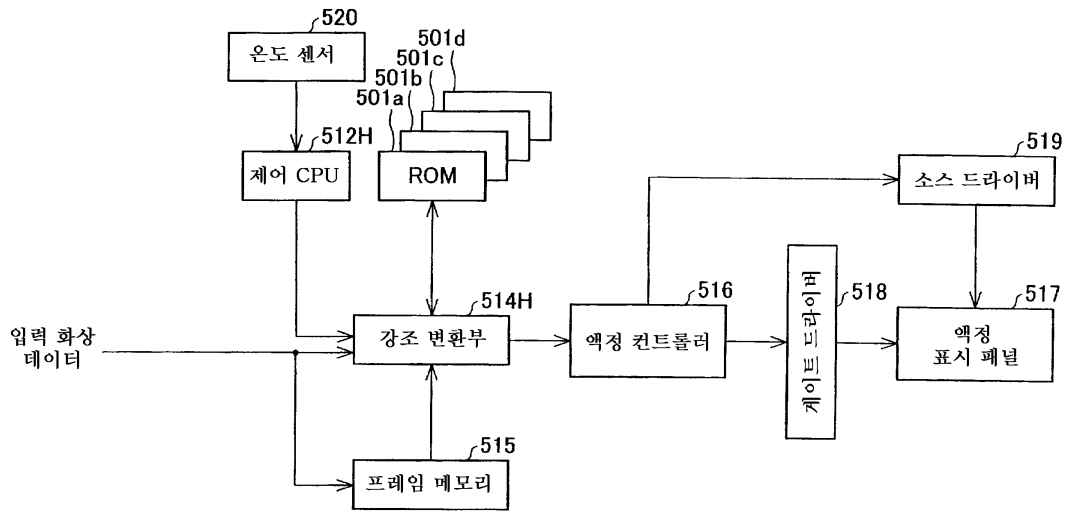 520
온도 센서
501d
501c
501b
501a
512H
제어 CPU
ROM
519
소스 드라이버
514H
516
518
517
입력 화상
데이터
강조 변환부
액정 컨트롤러
게이트 드라이버
액정
표시 패널
515
프레임 메모리